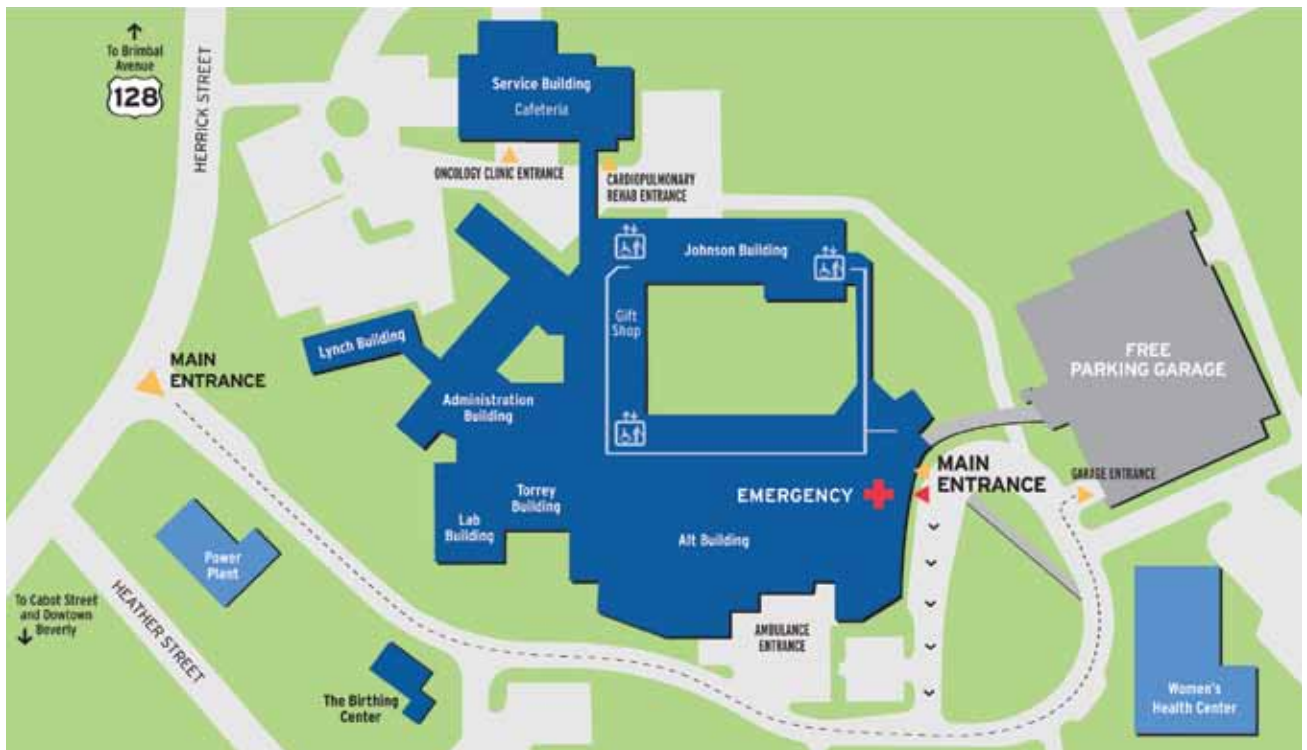 To Brimbal
Avenue
128
HERRICK STREET
Service Building
Cafeteria
ONCOLOGY CLINIC ENTRANCE
CARDIOPULMONARY
REHAB ENTRANCE
Johnson Building
Gift
Shop
Lynch Building
MAIN
ENTRANCE
FREE
PARKING GARAGE
Administration
Building
MAIN
ENTRANCE
GARAGE ENTRANCE
EMERGENCY
Torrey
Building
Lab
Building
Alt Building
Power
Plant
HEATHER STREET
To Cabot Street
and Dowtown
Beverly
AMBULANCE
ENTRANCE
The Birthing
Center
Women's
Health Center